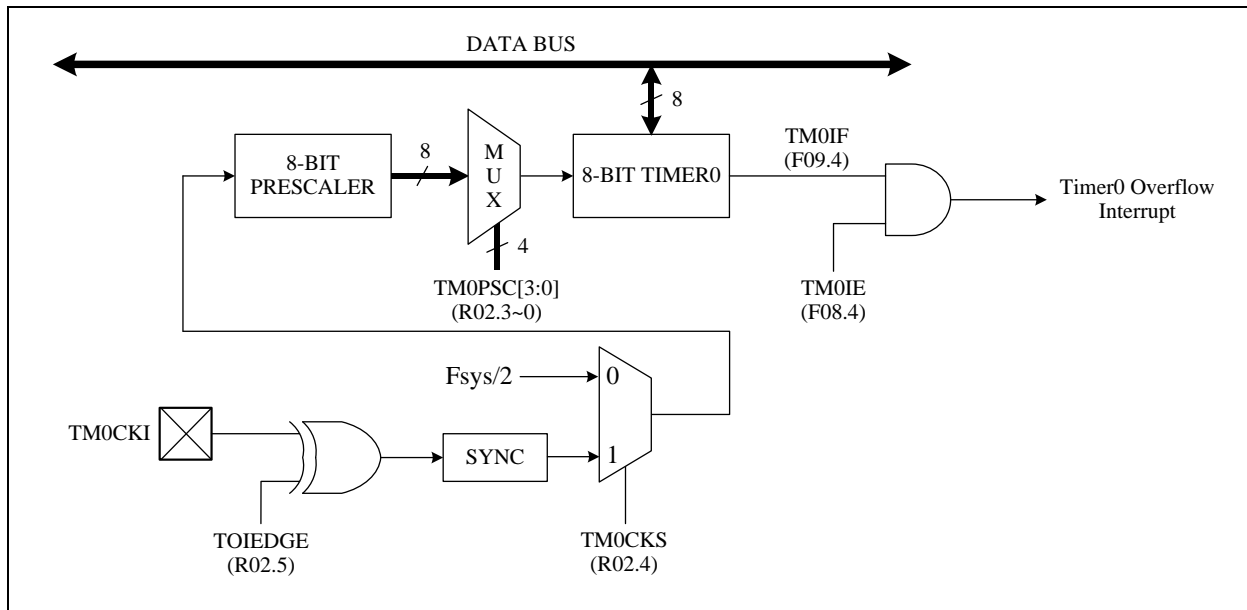 DATA BUS
8
TM0IF
(F09.4)
8-BIT
PRESCALER
8
M
U
X
8-BIT TIMER0
Timer0 Overflow
Interrupt
4
TM0PSC[3:0]
(R02.3~0)
TM0IE
(F08.4)
Fsys/2
0
TM0CKI
SYNC
1
TOIEDGE
(R02.5)
TM0CKS
(R02.4)